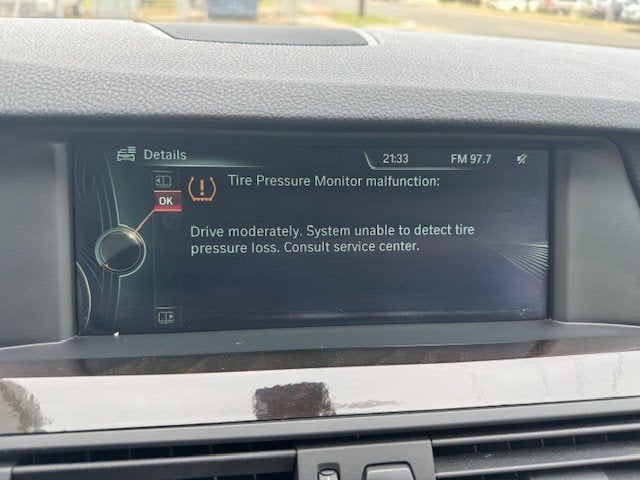 Details 21:33 FM 97.7
Tire Pressure Monitor malfunction:
OK
Drive moderately. System unable to detect tire
pressure loss. Consult service center.